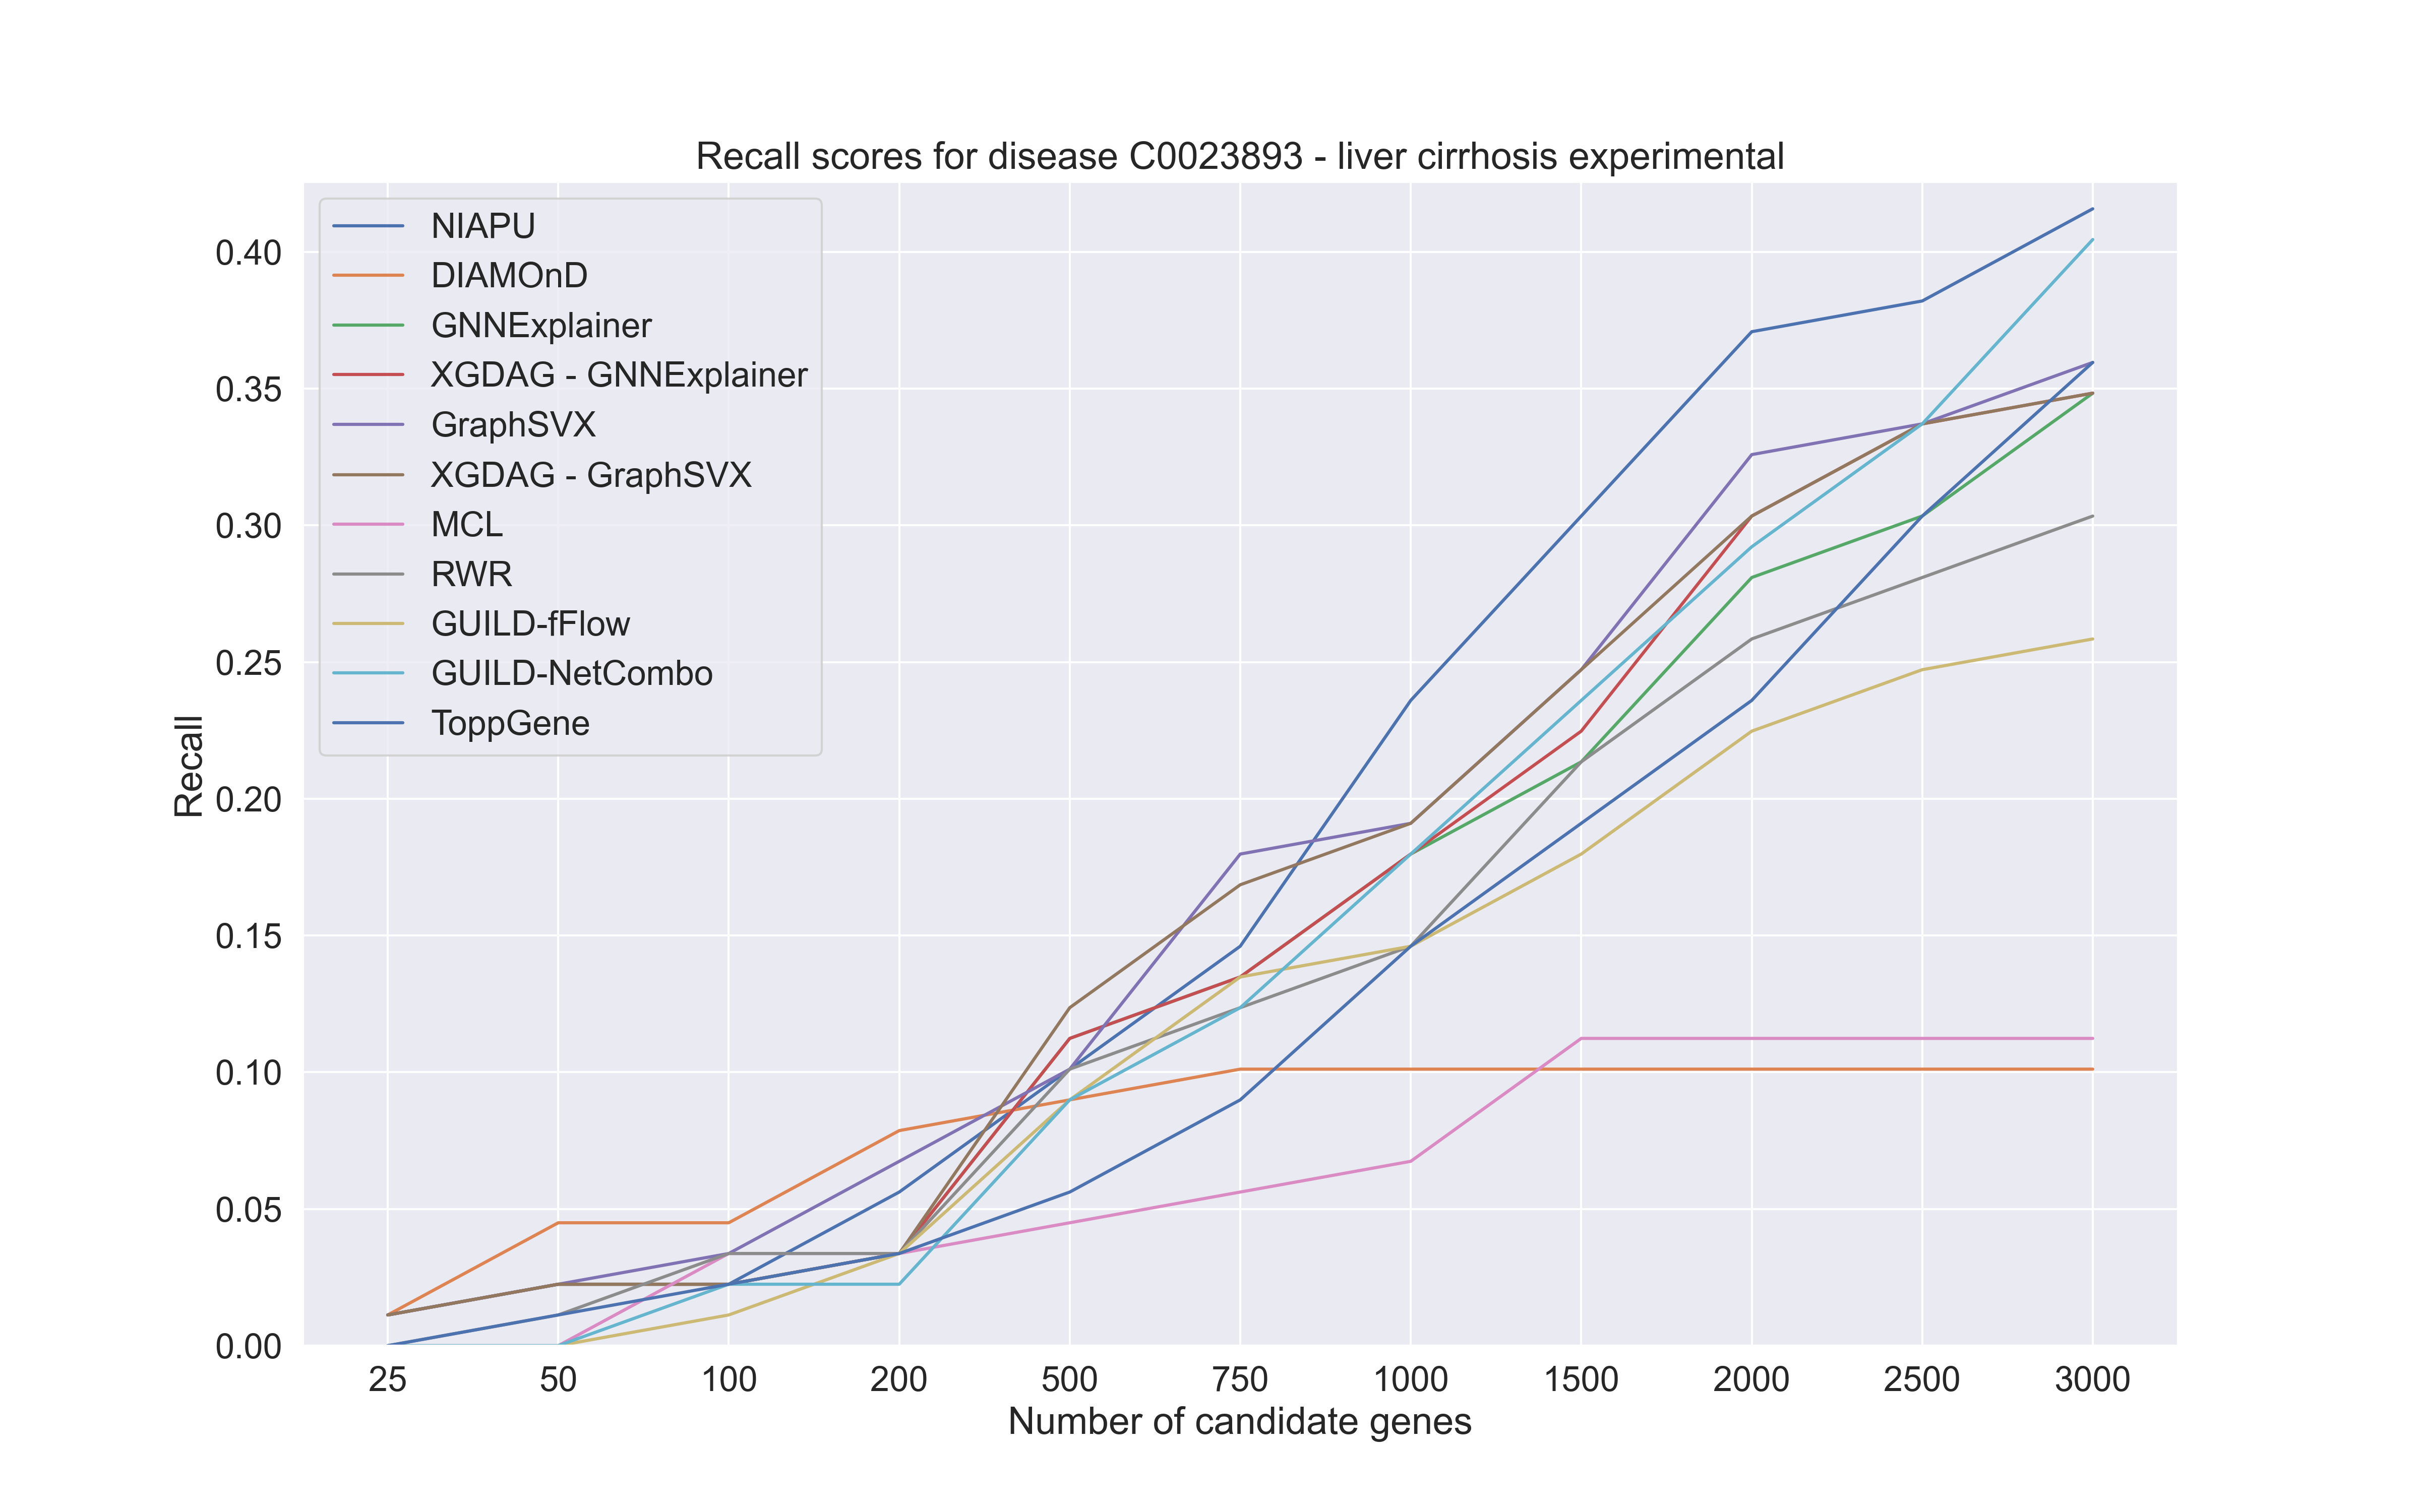 Recall scores for disease C0023893 - liver cirrhosis experimental
NIAPU
DIAMOnD
GNNExplainer
XGDAG - GNNExplainer
GraphSVX
XGDAG - GraphSVX
MCL
RWR
GUILD-fFlow
GUILD-NetCombo
ToppGene
0.40
0.35
0.30
0.25
0.20
0.15
0.10
0.05
0.00
Recall
25 50 100 200 500 750 1000 1500 2000 2500 3000
Number of candidate genes